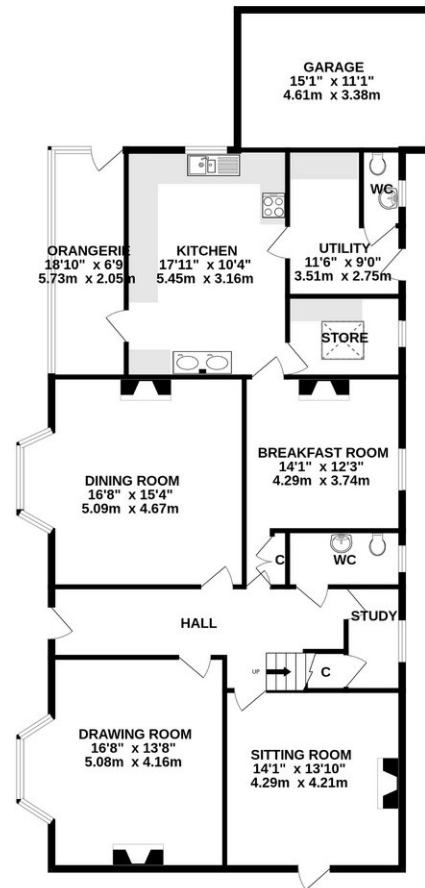 GARAGE
15'1" x 11'1"
4.61m x 3.38m
WC
ORANGERIE
18'10" x 6'9"
5.73m x 2.05m
KITCHEN
17'11" x 10'4"
5.45m x 3.16m
UTILITY
11'6" x 9'0"
3.51m x 2.75m
STORE
DINING ROOM
16'8" x 15'4"
5.09m x 4.67m
BREAKFAST ROOM
14'1" x 12'3"
4.29m x 3.74m
C
WC
HALL
STUDY
UP
C
DRAWING ROOM
16'8" x 13'8"
5.08m x 4.16m
SITTING ROOM
14'1" x 13'10"
4.29m x 4.21m